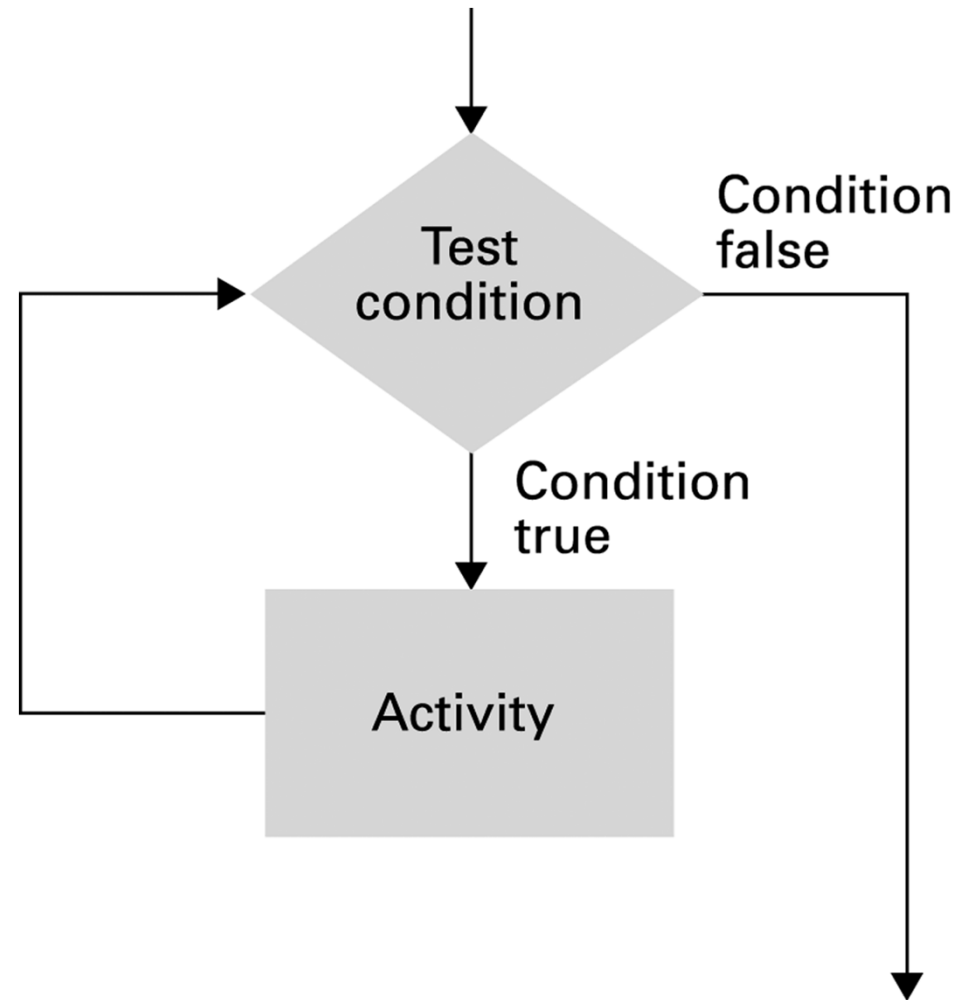 Test
condition
Condition
false
Condition
true
Activity